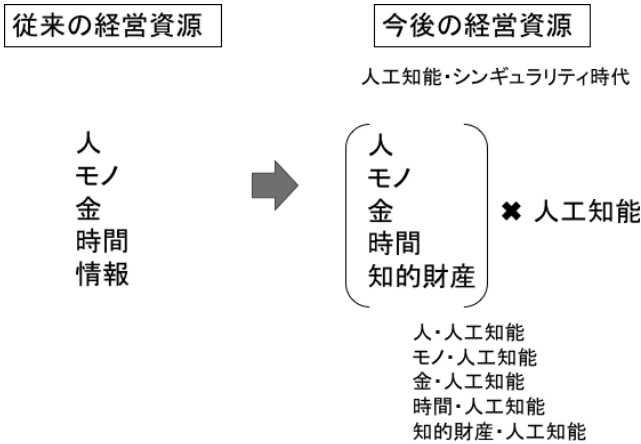 従来の経営資源
人
モノ
金
時間
情報
今後の経営資源
人工知能・シンギュラリティ時代
人
モノ
金
時間
知的財産
✖ 人工知能
人・人工知能
モノ・人工知能
金・人工知能
時間・人工知能
知的財産・人工知能